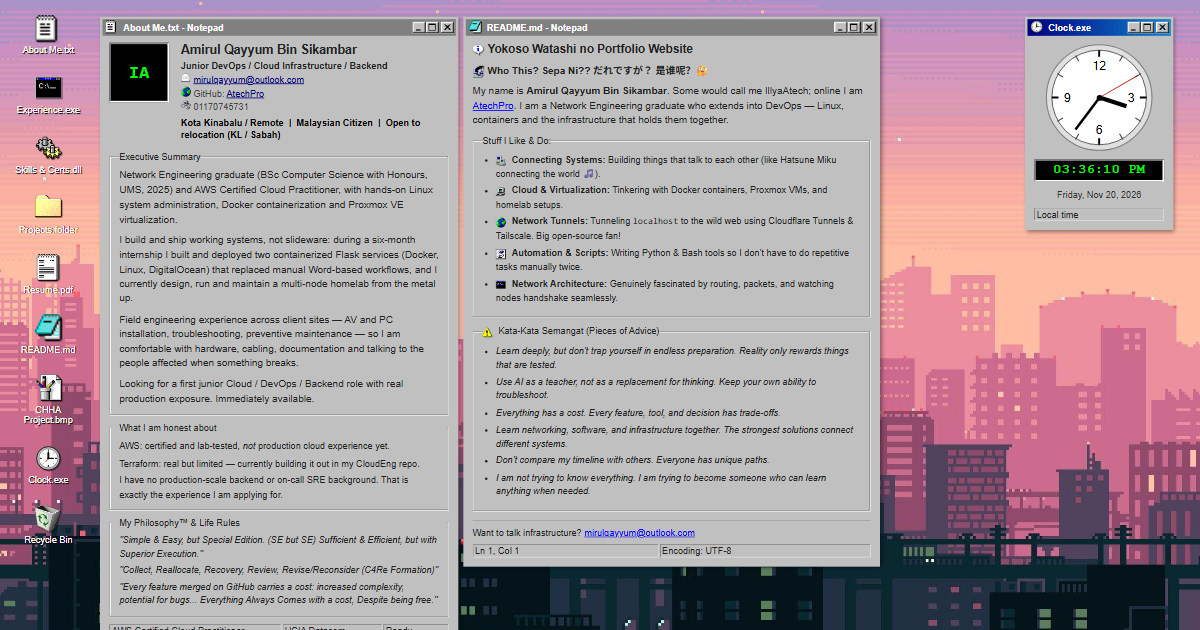 About Me.txt
Experience.exe
Skills & Certs.dll
Projects folder
Resume.pdf
README.md
CHHA
Project.bmp
Clock.exe
Recycle Bin
About Me.txt - Notepad
IA
Amirul Qayyum Bin Sikambar
Junior DevOps / Cloud Infrastructure / Backend
mirulqayyum@outlook.com
GitHub: AtechPro
01170745731
Kota Kinabalu / Remote | Malaysian Citizen | Open to
relocation (KL / Sabah)
Executive Summary
Network Engineering graduate (BSc Computer Science with Honours,
UMS, 2025) and AWS Certified Cloud Practitioner, with hands-on Linux
system administration, Docker containerization and Proxmox VE
virtualization.
I build and ship working systems, not slideware: during a six-month
internship I built and deployed two containerized Flask services (Docker,
Linux, DigitalOcean) that replaced manual Word-based workflows, and I
currently design, run and maintain a multi-node homelab from the metal
up.
Field engineering experience across client sites — AV and PC
installation, troubleshooting, preventive maintenance — so I am
comfortable with hardware, cabling, documentation and talking to the
people affected when something breaks.
Looking for a first junior Cloud / DevOps / Backend role with real
production exposure. Immediately available.
What I am honest about
AWS: certified and lab-tested, not production cloud experience yet.
Terraform: real but limited — currently building it out in my CloudEng repo.
I have no production-scale backend or on-call SRE background. That is
exactly the experience I am applying for.
My Philosophy™ & Life Rules
"Simple & Easy, but Special Edition. (SE but SE) Sufficient & Efficient, but with
Superior Execution."
"Collect, Reallocate, Recovery, Review, Revise/Reconsider (C4Re Formation)"
"Every feature merged on GitHub carries a cost: increased complexity,
potential for bugs... Everything Always Comes with a cost, Despite being free."
AWS Certified Cloud Practitioner
Ready
README.md - Notepad
Yokoso Watashi no Portfolio Website
Who This? Sepa Ni?? だれですが？ 是谁呢？
My name is Amirul Qayyum Bin Sikambar. Some would call me IllyaAtech; online I am
AtechPro. I am a Network Engineering graduate who extends into DevOps — Linux,
containers and the infrastructure that holds them together.
Stuff I Like & Do:
Connecting Systems: Building things that talk to each other (like Hatsune Miku
connecting the world 🎵).
Cloud & Virtualization: Tinkering with Docker containers, Proxmox VMs, and
homelab setups.
Network Tunnels: Tunneling localhost to the wild web using Cloudflare Tunnels &
Tailscale. Big open-source fan!
Automation & Scripts: Writing Python & Bash tools so I don't have to do repetitive
tasks manually twice.
Network Architecture: Genuinely fascinated by routing, packets, and watching
nodes handshake seamlessly.
Kata-Kata Semangat (Pieces of Advice)
Learn deeply, but don't trap yourself in endless preparation. Reality only rewards things
that are tested.
Use AI as a teacher, not as a replacement for thinking. Keep your own ability to
troubleshoot.
Everything has a cost. Every feature, tool, and decision has trade-offs.
Learn networking, software, and infrastructure together. The strongest solutions connect
different systems.
Don't compare my timeline with others. Everyone has unique paths.
I am not trying to know everything. I am trying to become someone who can learn
anything when needed.
Want to talk infrastructure? mirulqayyum@outlook.com
Ln 1, Col 1
Encoding: UTF-8
Clock.exe
12
9
3
6
03:36:10 PM
Friday, Nov 20, 2026
Local time